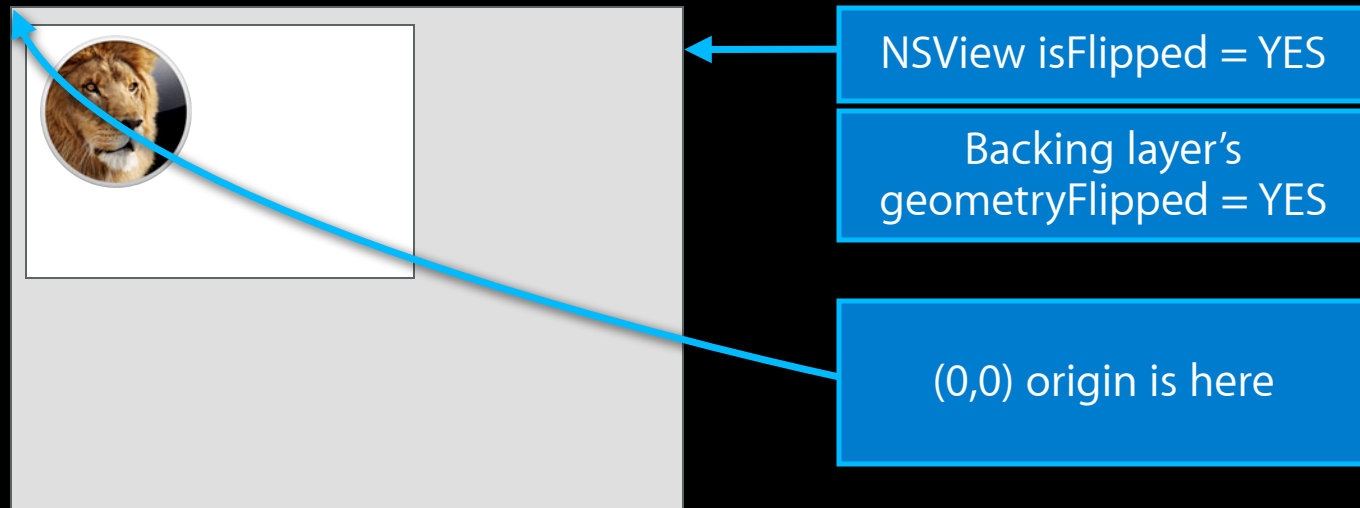 NSView isFlipped = YES
Backing layer’s
geometryFlipped = YES
(0,0) origin is here